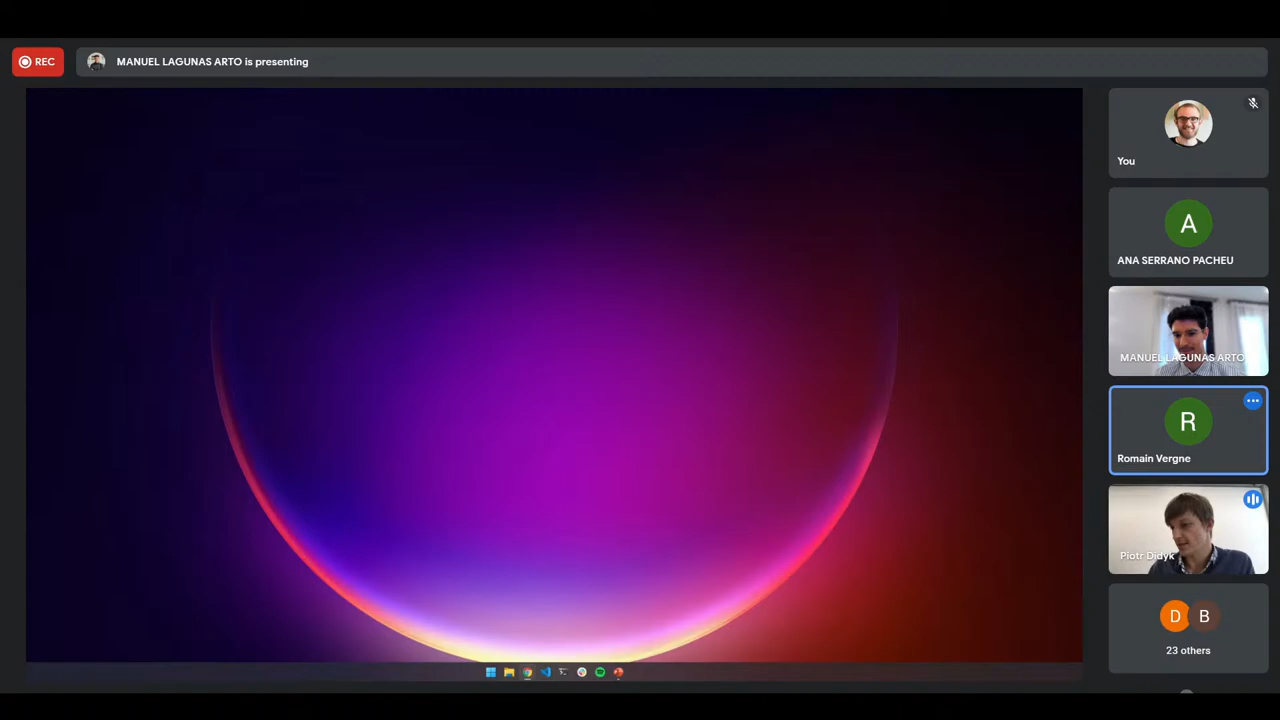 REC
MANUEL LAGUNAS ARTO is presenting
You
A
ANA SERRANO PACHEU
MANUEL LAGUNAS ARTO
R
Romain Vergne
Piotr Didyk
D B
23 others